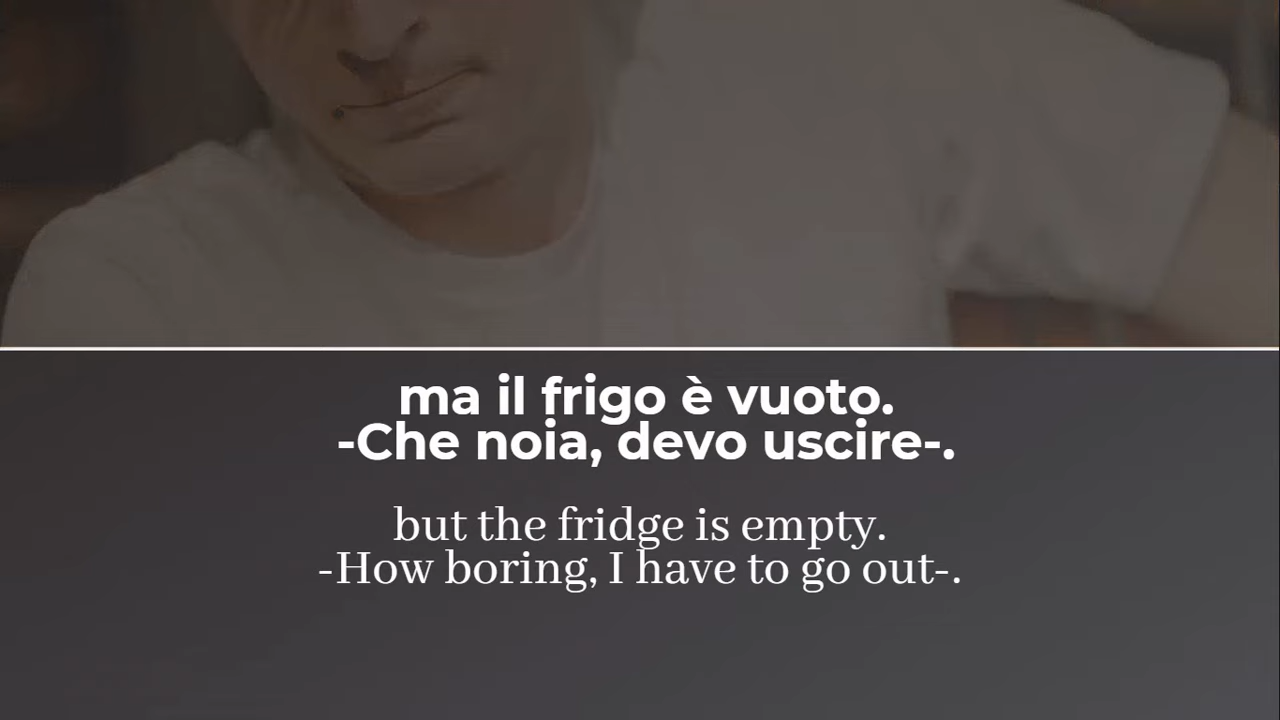 ma il frigo è vuoto.
-Che noia, devo uscire-.
but the fridge is empty.
-How boring, I have to go out-.